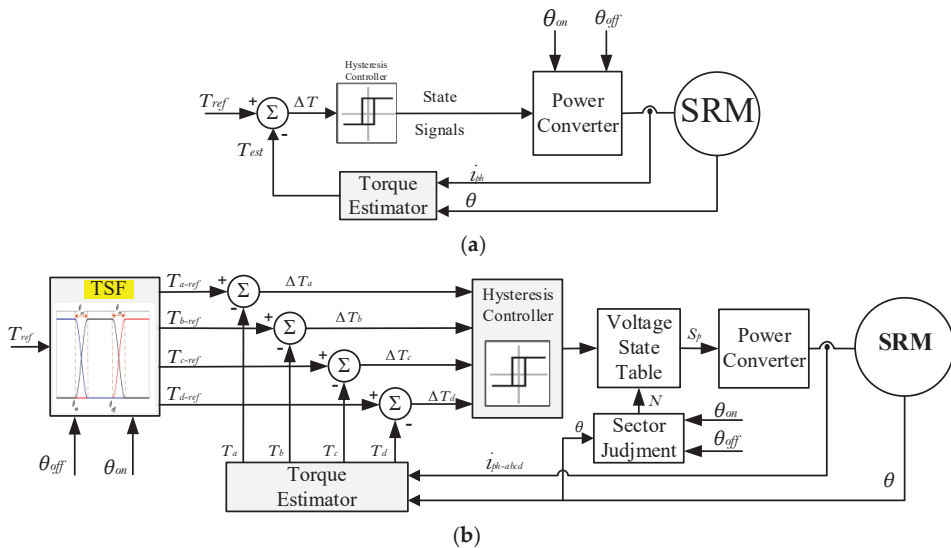 θon θoff
Hysteresis
Controller
Tref + Σ ΔT State Signals Power Converter SRM
-
Test
Torque
Estimator
iph
θ
(a)
TSF
Tref
θoff θon
Ta-ref + Σ ΔTa
-
Tb-ref + Σ ΔTb
-
Tc-ref + Σ ΔTc
-
Td-ref + Σ ΔTd
-
Hysteresis
Controller
Voltage
State
Table
Sp
Power
Converter
SRM
N
θ
Sector
Judjment
θon
θoff
Ta Tb Tc Td
Torque
Estimator
iph-abcd
θ
(b)